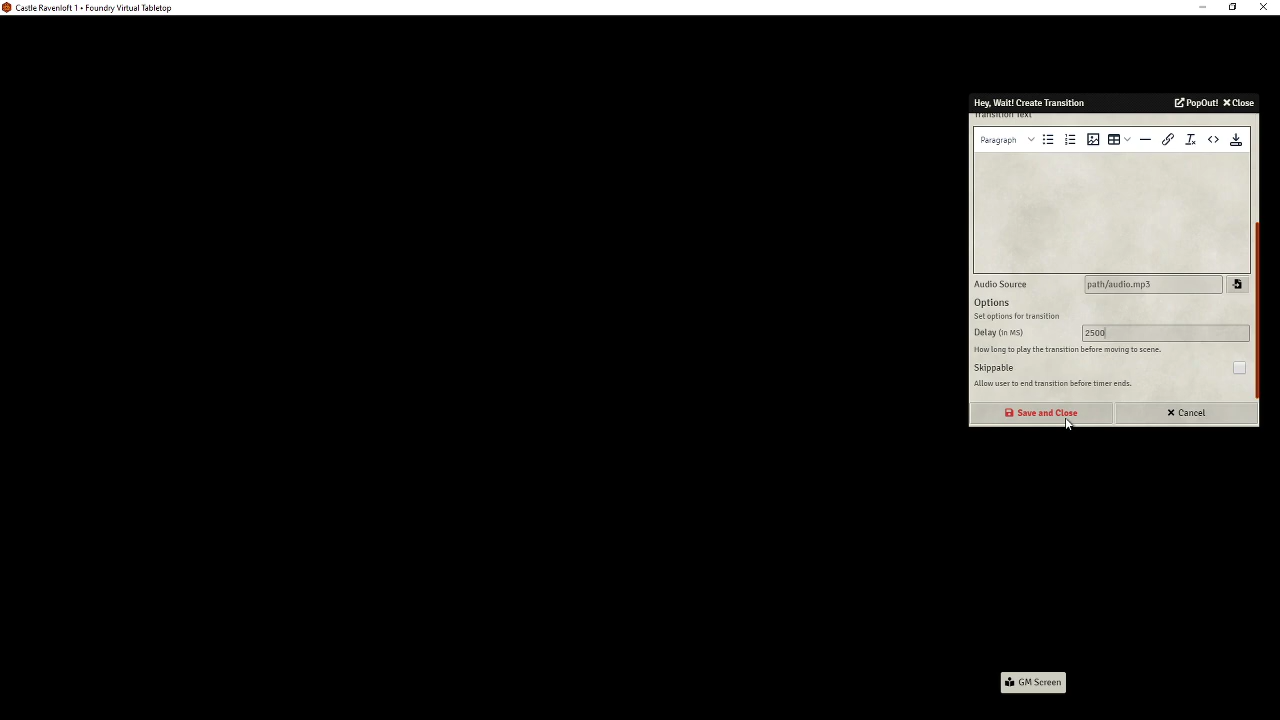 Castle Ravenloft 1 • Foundry Virtual Tabletop
Hey, Wait! Create Transition
PopOut!
Close
Transition Text
Paragraph
Audio Source
path/audio.mp3
Options
Set options for transition
Delay (in MS)
2500
How long to play the transition before moving to scene.
Skippable
Allow user to end transition before timer ends.
Save and Close
Cancel
GM Screen